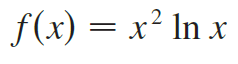 f(x) = x² ln x